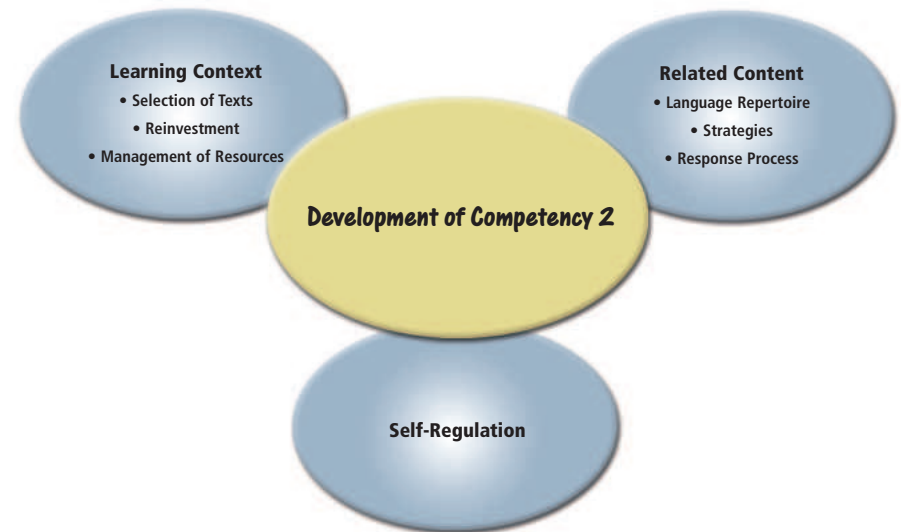 Learning Context
• Selection of Texts
• Reinvestment
• Management of Resources
Related Content
• Language Repertoire
• Strategies
• Response Process
Development of Competency 2
Self-Regulation